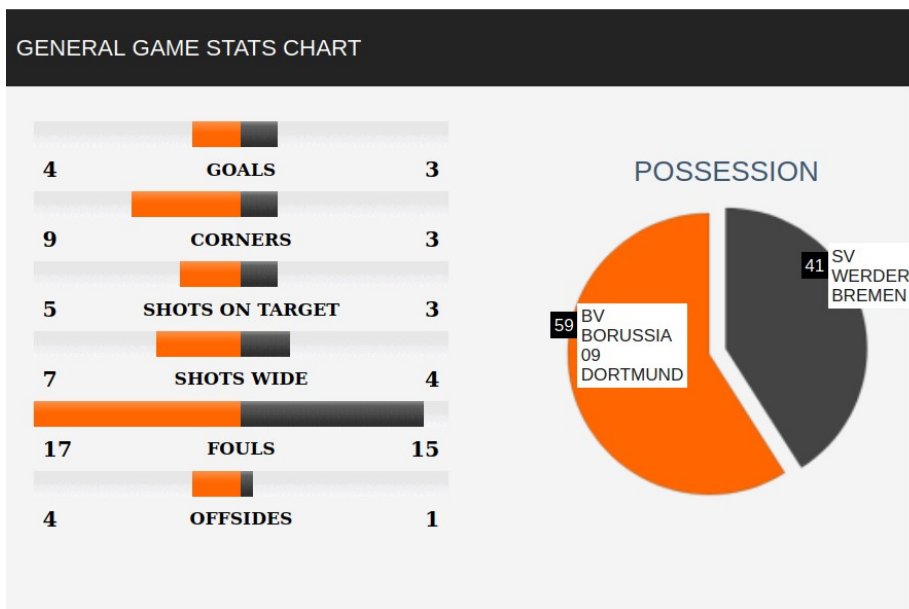 GENERAL GAME STATS CHART
4 GOALS 3
9 CORNERS 3
5 SHOTS ON TARGET 3
7 SHOTS WIDE 4
17 FOULS 15
4 OFFSIDES 1
POSSESSION
41 SV
WERDER
BREMEN
59 BV
BORUSSIA
09
DORTMUND